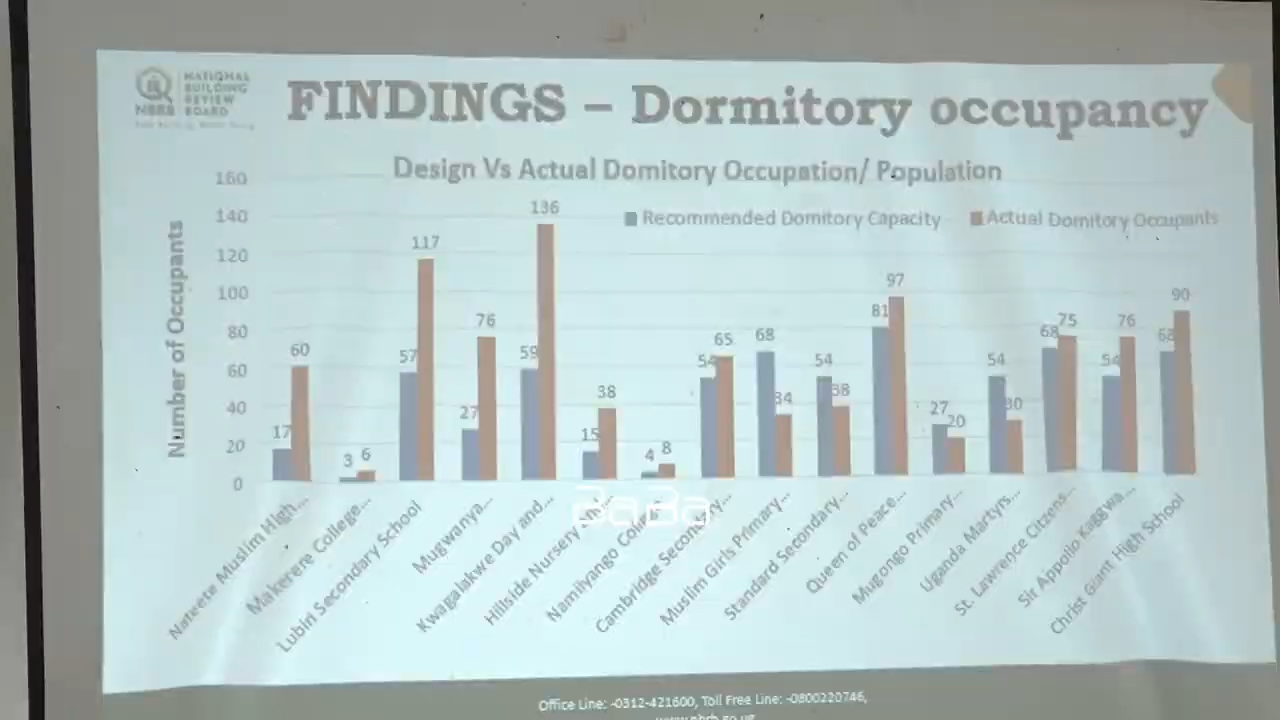 NATIONAL
BUILDING
REVIEW
BOARD
NBRB
FINDINGS – Dormitory occupancy
Design Vs Actual Domitory Occupation/ Population
Recommended Domitory Capacity
Actual Domitory Occupants
Number of Occupants
160
140
120
100
80
60
40
20
0
17 60
3 6
57 117
27 76
59 136
15 38
4 8
54 65
68 34
54 38
81 97
27 20
54 30
68 75
54 76
68 90
Nateete Muslim High...
Makerere College...
Lubiri Secondary School
Mugwanya...
Kwagalakwe Day and...
Hillside Nursery
Namilyango
Cambridge Secondary...
Muslim Girls Primary...
Standard Secondary...
Queen of Peace...
Mugongo Primary...
Uganda Martyrs...
St. Lawrence Citizens...
Sir Appollo Kaggwa...
Christ Giant High School
BaBa
Office Line: -0312-421600, Toll Free Line: -0800220746,